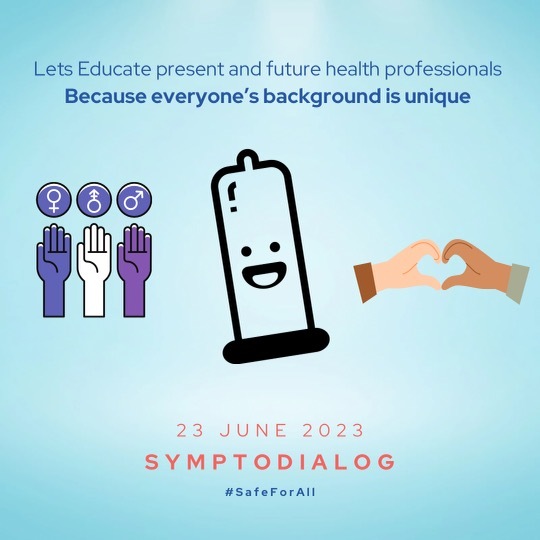 Lets Educate present and future health professionals
Because everyone's background is unique
23 JUNE 2023
SYMPTODIALOG
#SafeForAll